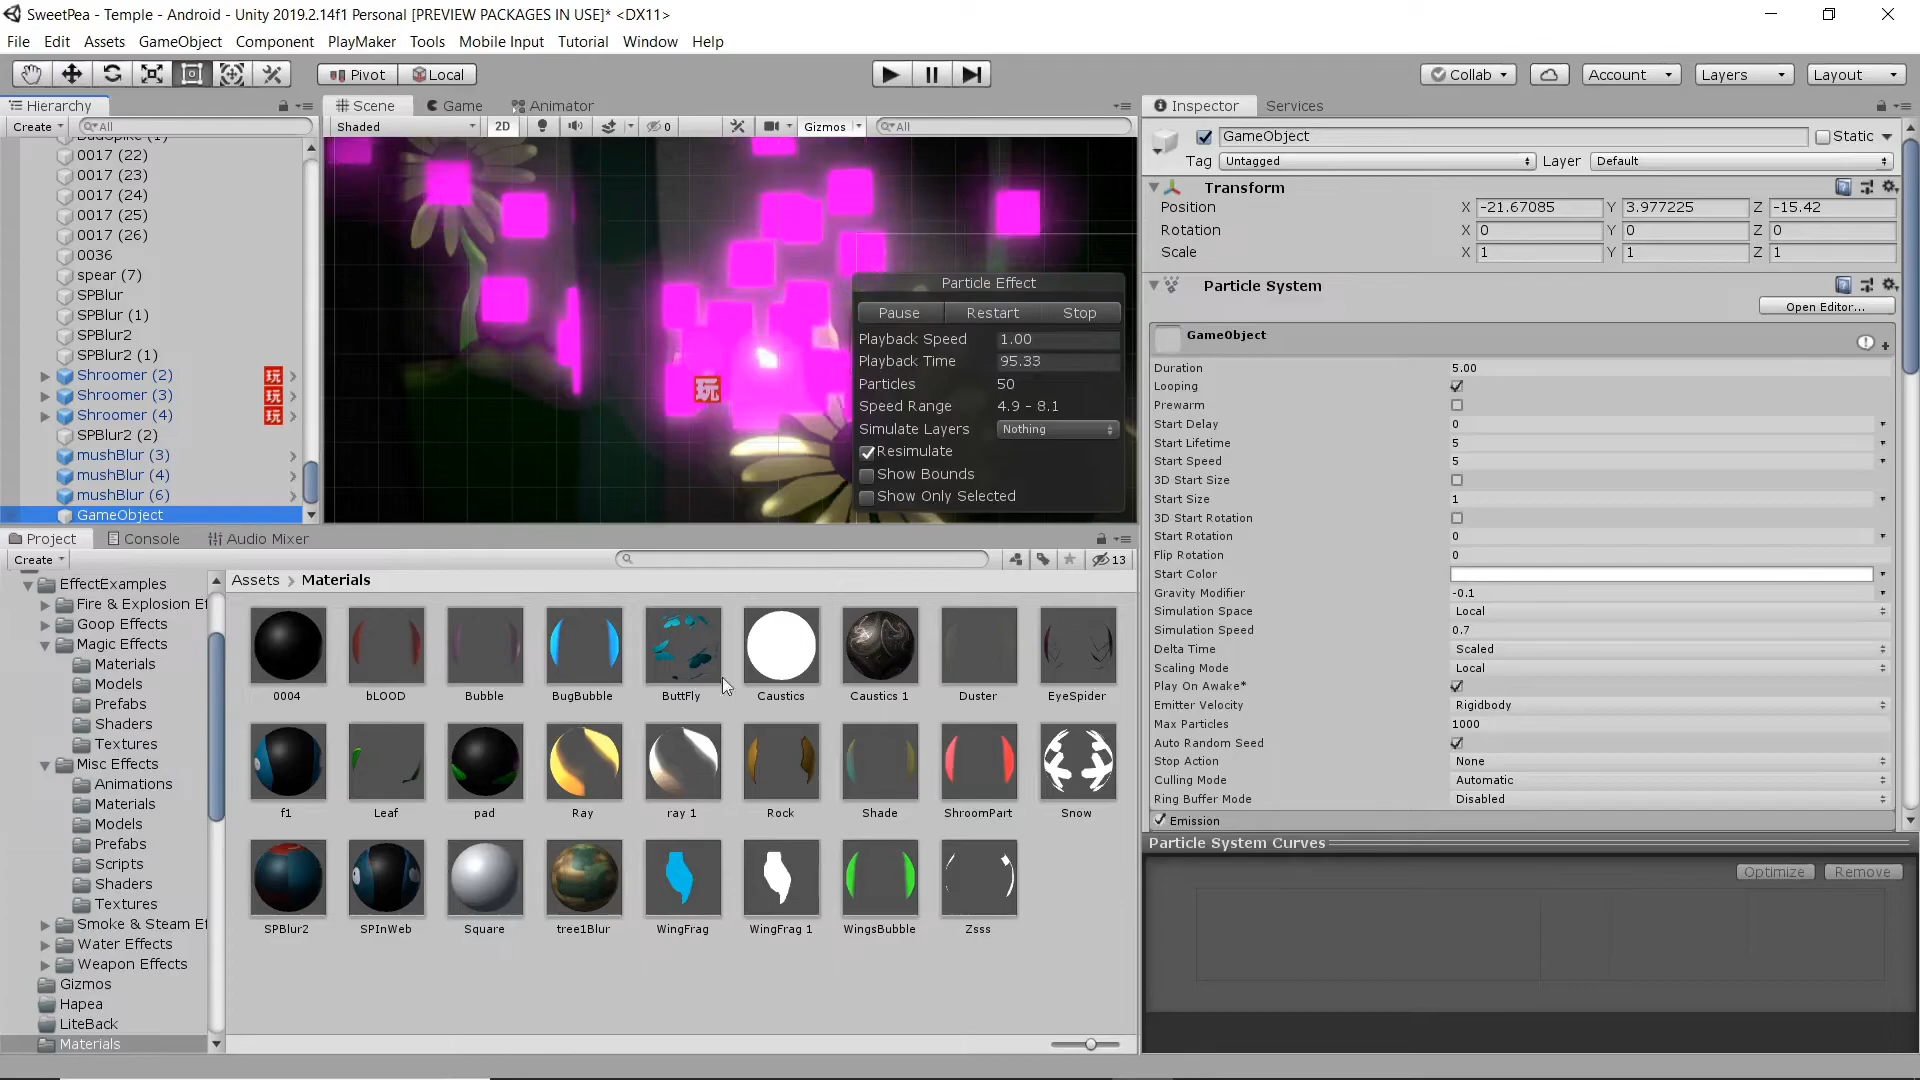 SweetPea - Temple - Android - Unity 2019.2.14f1 Personal [PREVIEW PACKAGES IN USE]* <DX11>
File Edit Assets GameObject Component PlayMaker Tools Mobile Input Tutorial Window Help
Pivot Local Collab Account Layers Layout
Hierarchy Scene Game Animator Inspector Services
Create All Shaded 2D 0 Gizmos All
GameObject Static
Tag Untagged Layer Default
0017 (22)
0017 (23)
0017 (24)
0017 (25)
0017 (26)
0036
spear (7)
SPBlur
SPBlur (1)
SPBlur2
SPBlur2 (1)
Shroomer (2) 玩
Shroomer (3) 玩
Shroomer (4) 玩
SPBlur2 (2)
mushBlur (3)
mushBlur (4)
mushBlur (6)
GameObject
玩
Particle Effect
Pause Restart Stop
Playback Speed 1.00
Playback Time 95.33
Particles 50
Speed Range 4.9 - 8.1
Simulate Layers Nothing
Resimulate
Show Bounds
Show Only Selected
Transform
Position X -21.67085 Y 3.977225 Z -15.42
Rotation X 0 Y 0 Z 0
Scale X 1 Y 1 Z 1
Particle System
Open Editor...
GameObject
Duration 5.00
Looping
Prewarm
Start Delay 0
Start Lifetime 5
Start Speed 5
3D Start Size
Start Size 1
3D Start Rotation
Start Rotation 0
Flip Rotation 0
Start Color
Gravity Modifier -0.1
Simulation Space Local
Simulation Speed 0.7
Delta Time Scaled
Scaling Mode Local
Play On Awake*
Emitter Velocity Rigidbody
Max Particles 1000
Auto Random Seed
Stop Action None
Culling Mode Automatic
Ring Buffer Mode Disabled
Emission
Particle System Curves
Optimize Remove
Project Console Audio Mixer
Create 13
EffectExamples
Fire & Explosion Ef
Goop Effects
Magic Effects
Materials
Models
Prefabs
Shaders
Textures
Misc Effects
Animations
Materials
Models
Prefabs
Scripts
Shaders
Textures
Smoke & Steam Ef
Water Effects
Weapon Effects
Gizmos
Hapea
LiteBack
Materials
Assets > Materials
0004 bLOOD Bubble BugBubble ButtFly Caustics Caustics 1 Duster EyeSpider
f1 Leaf pad Ray ray 1 Rock Shade ShroomPart Snow
SPBlur2 SPInWeb Square tree1Blur WingFrag WingFrag 1 WingsBubble Zsss